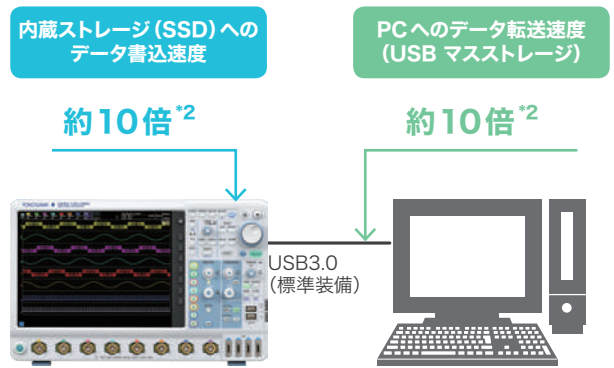 内蔵ストレージ（SSD）への
データ書込速度
PCへのデータ転送速度
（USB マスストレージ）
約10倍*2
約10倍*2
YOKOGAWA
USB3.0
（標準装備）